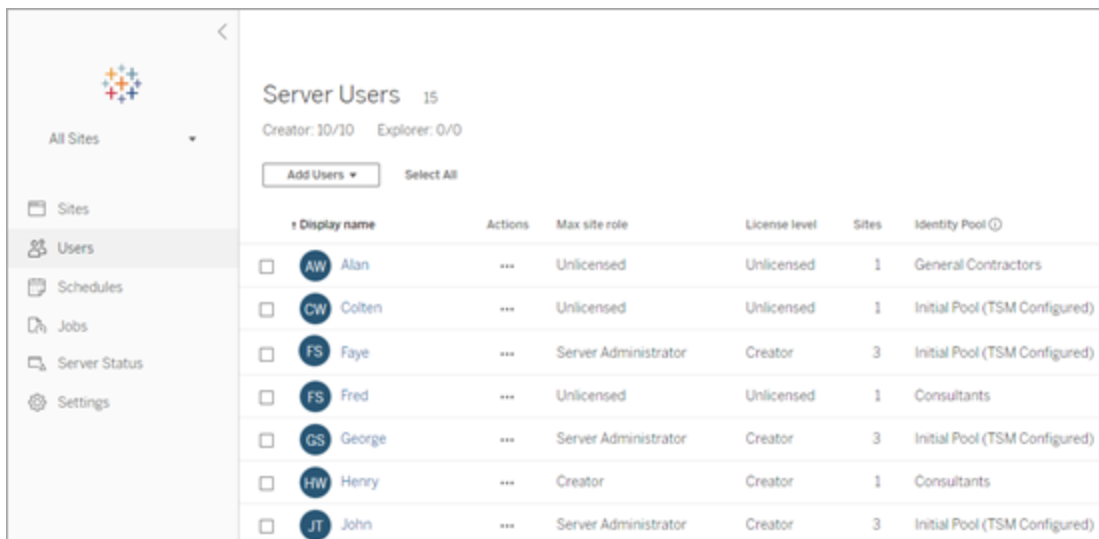 All Sites
Sites
Users
Schedules
Jobs
Server Status
Settings
Server Users 15
Creator: 10/10 Explorer: 0/0
Add Users Select All
↑ Display name Actions Max site role License level Sites Identity Pool
AW Alan ... Unlicensed Unlicensed 1 General Contractors
CW Colten ... Unlicensed Unlicensed 1 Initial Pool (TSM Configured)
FS Faye ... Server Administrator Creator 3 Initial Pool (TSM Configured)
FS Fred ... Unlicensed Unlicensed 1 Consultants
GS George ... Server Administrator Creator 3 Initial Pool (TSM Configured)
HW Henry ... Creator Creator 1 Consultants
JT John ... Server Administrator Creator 3 Initial Pool (TSM Configured)